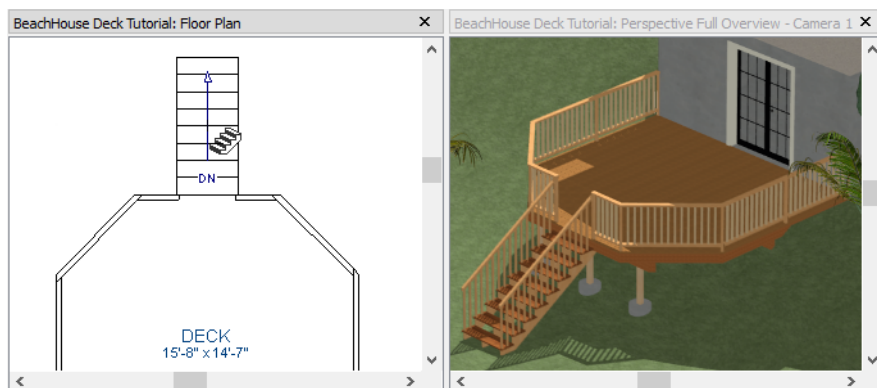 BeachHouse Deck Tutorial: Floor Plan
BeachHouse Deck Tutorial: Perspective Full Overview - Camera 1
DN
DECK
15'-8" x 14'-7"